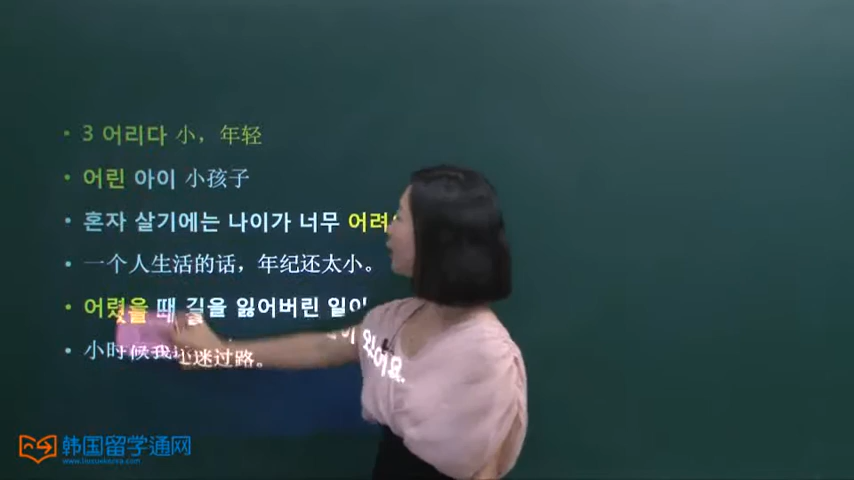 • 3 어리다 小，年轻
• 어린 아이 小孩子
• 혼자 살기에는 나이가 너무 어려
• 一个人生活的话，年纪还太小。
• 어렸을 때 길을 잃어버린 일이 있어요.
• 小时候我 迷过路。
韩国留学通网